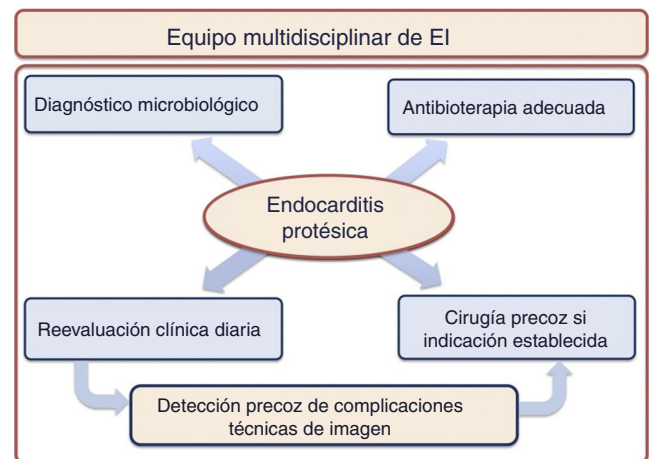 Equipo multidisciplinar de EI
Diagnóstico microbiológico
Antibioterapia adecuada
Endocarditis
protésica
Reevaluación clínica diaria
Cirugía precoz si
indicación establecida
Detección precoz de complicaciones
técnicas de imagen